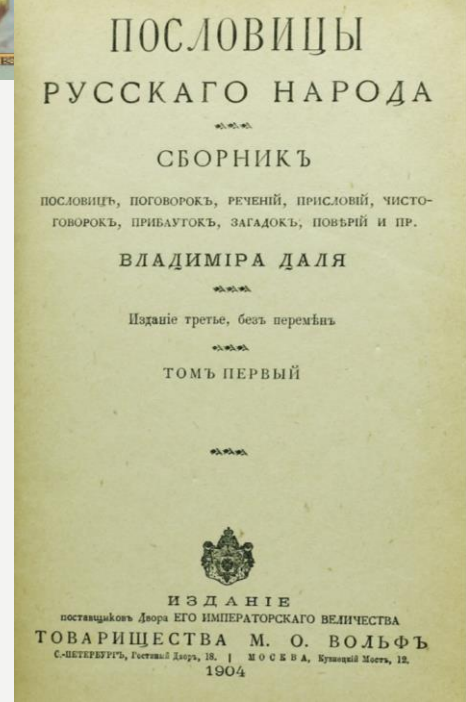 ПОСЛОВИЦЫ
РУССКАГО НАРОДА
СБОРНИКЪ
ПОСЛОВИЦЪ, ПОГОВОРОКЪ, РЕЧЕНІЙ, ПРИСЛОВІЙ, ЧИСТО-
ГОВОРОКЪ, ПРИБАУТОКЪ, ЗАГАДОКЪ, ПОВѢРІЙ И ПР.
ВЛАДИМІРА ДАЛЯ
Изданіе третье, безъ перемѣнъ
ТОМЪ ПЕРВЫЙ
ИЗДАНІЕ
поставщиковъ Двора ЕГО ИМПЕРАТОРСКАГО ВЕЛИЧЕСТВА
ТОВАРИЩЕСТВА М. О. ВОЛЬФЪ
С.-ПЕТЕРБУРГЪ, Гостиный Дворъ, 18. | МОСКВА, Кузнецкій Мостъ, 12.
1904